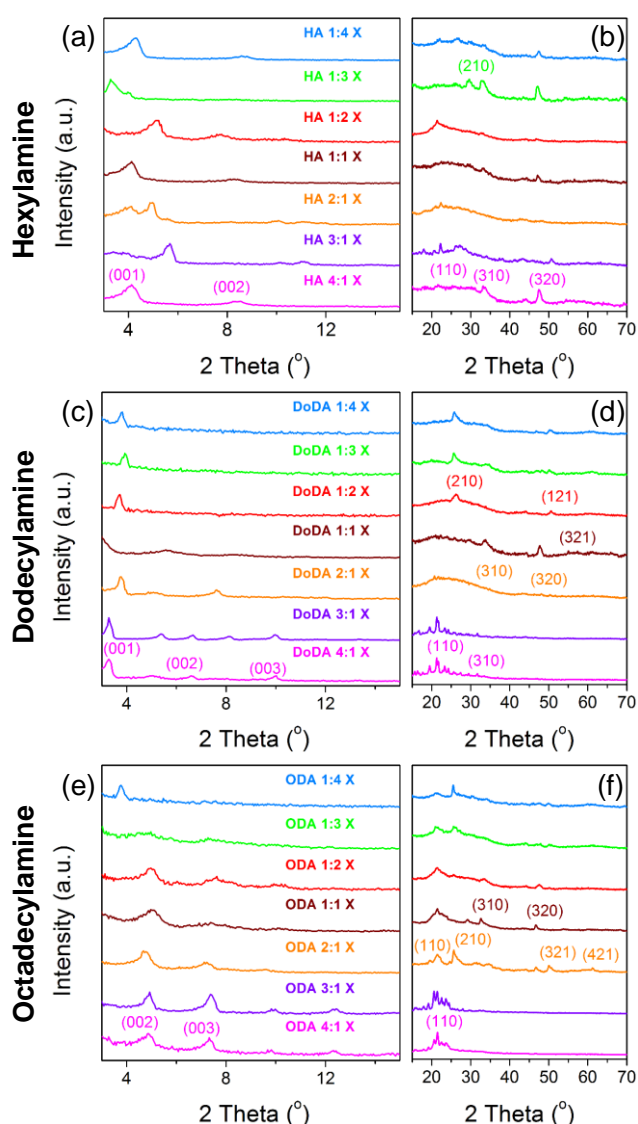 Hexylamine
Intensity (a.u.)
(a)
HA 1:4 X
HA 1:3 X
HA 1:2 X
HA 1:1 X
HA 2:1 X
HA 3:1 X
HA 4:1 X
(001)
(002)
4 8 12
2 Theta (°)
(b)
(210)
(110)
(310)
(320)
20 30 40 50 60 70
2 Theta (°)
Dodecylamine
Intensity (a.u.)
(c)
DoDA 1:4 X
DoDA 1:3 X
DoDA 1:2 X
DoDA 1:1 X
DoDA 2:1 X
DoDA 3:1 X
DoDA 4:1 X
(001)
(002)
(003)
4 8 12
2 Theta (°)
(d)
(210)
(121)
(321)
(310)
(320)
(110)
(310)
20 30 40 50 60 70
2 Theta (°)
Octadecylamine
Intensity (a.u.)
(e)
ODA 1:4 X
ODA 1:3 X
ODA 1:2 X
ODA 1:1 X
ODA 2:1 X
ODA 3:1 X
ODA 4:1 X
(002)
(003)
4 8 12
2 Theta (°)
(f)
(310)
(320)
(110)
(210)
(321)
(421)
(110)
20 30 40 50 60 70
2 Theta (°)